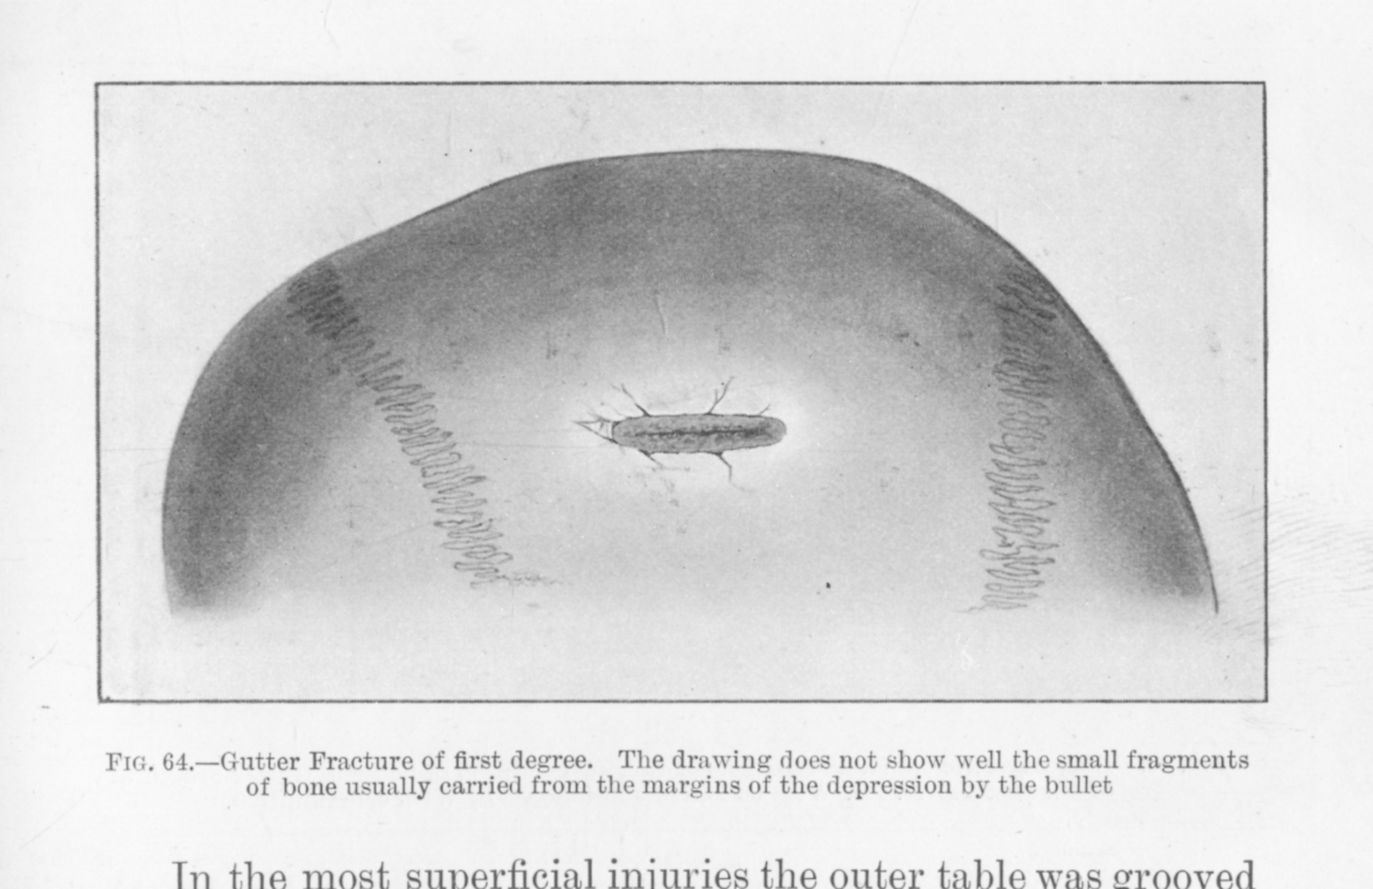 Fig. 64.—Gutter Fracture of first degree. The drawing does not show well the small fragments
of bone usually carried from the margins of the depression by the bullet
In the most superficial injuries the outer table was grooved